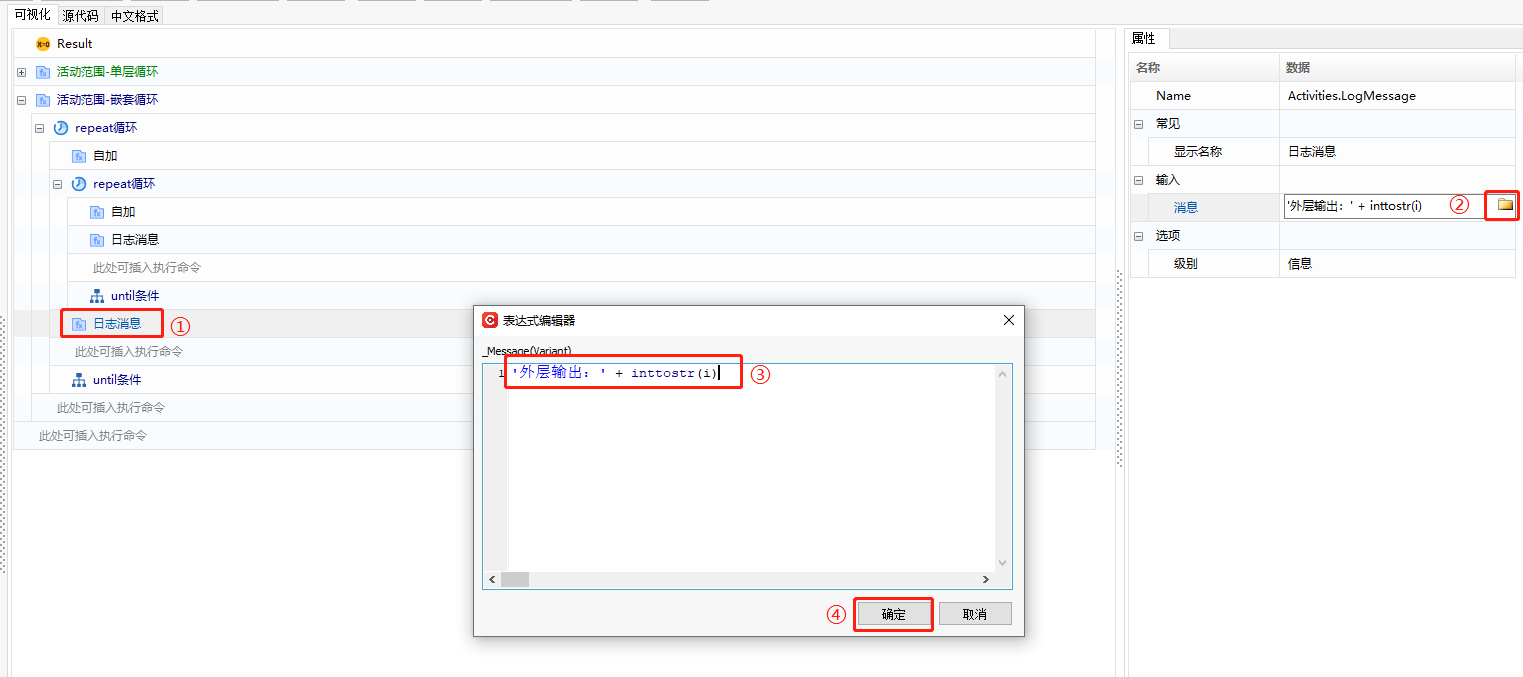 可视化 源代码 中文格式
Result
活动范围-单层循环
活动范围-嵌套循环
repeat循环
自加
repeat循环
自加
日志消息
此处可插入执行命令
until条件
日志消息 ①
此处可插入执行命令
until条件
此处可插入执行命令
此处可插入执行命令
表达式编辑器
_Message(Variant)
1 '外层输出：' + inttostr(i) ③
④ 确定 取消
属性
名称 数据
Name Activities.LogMessage
常见
显示名称 日志消息
输入
消息 '外层输出：' + inttostr(i) ②
选项
级别 信息